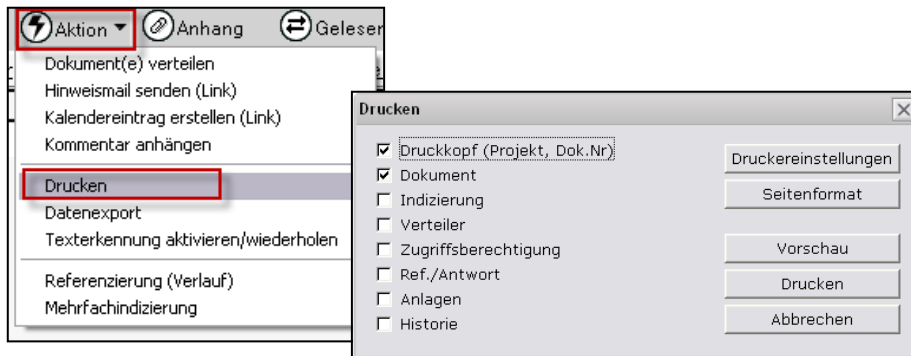 Aktion Anhang Geleser
Dokument(e) verteilen
Hinweismail senden (Link)
Kalendereintrag erstellen (Link)
Kommentar anhängen
Drucken
Datenexport
Texterkennung aktivieren/wiederholen
Referenzierung (Verlauf)
Mehrfachindizierung
Drucken
Druckkopf (Projekt, Dok.Nr)
Dokument
Indizierung
Verteiler
Zugriffsberechtigung
Ref./Antwort
Anlagen
Historie
Druckereinstellungen
Seitenformat
Vorschau
Drucken
Abbrechen